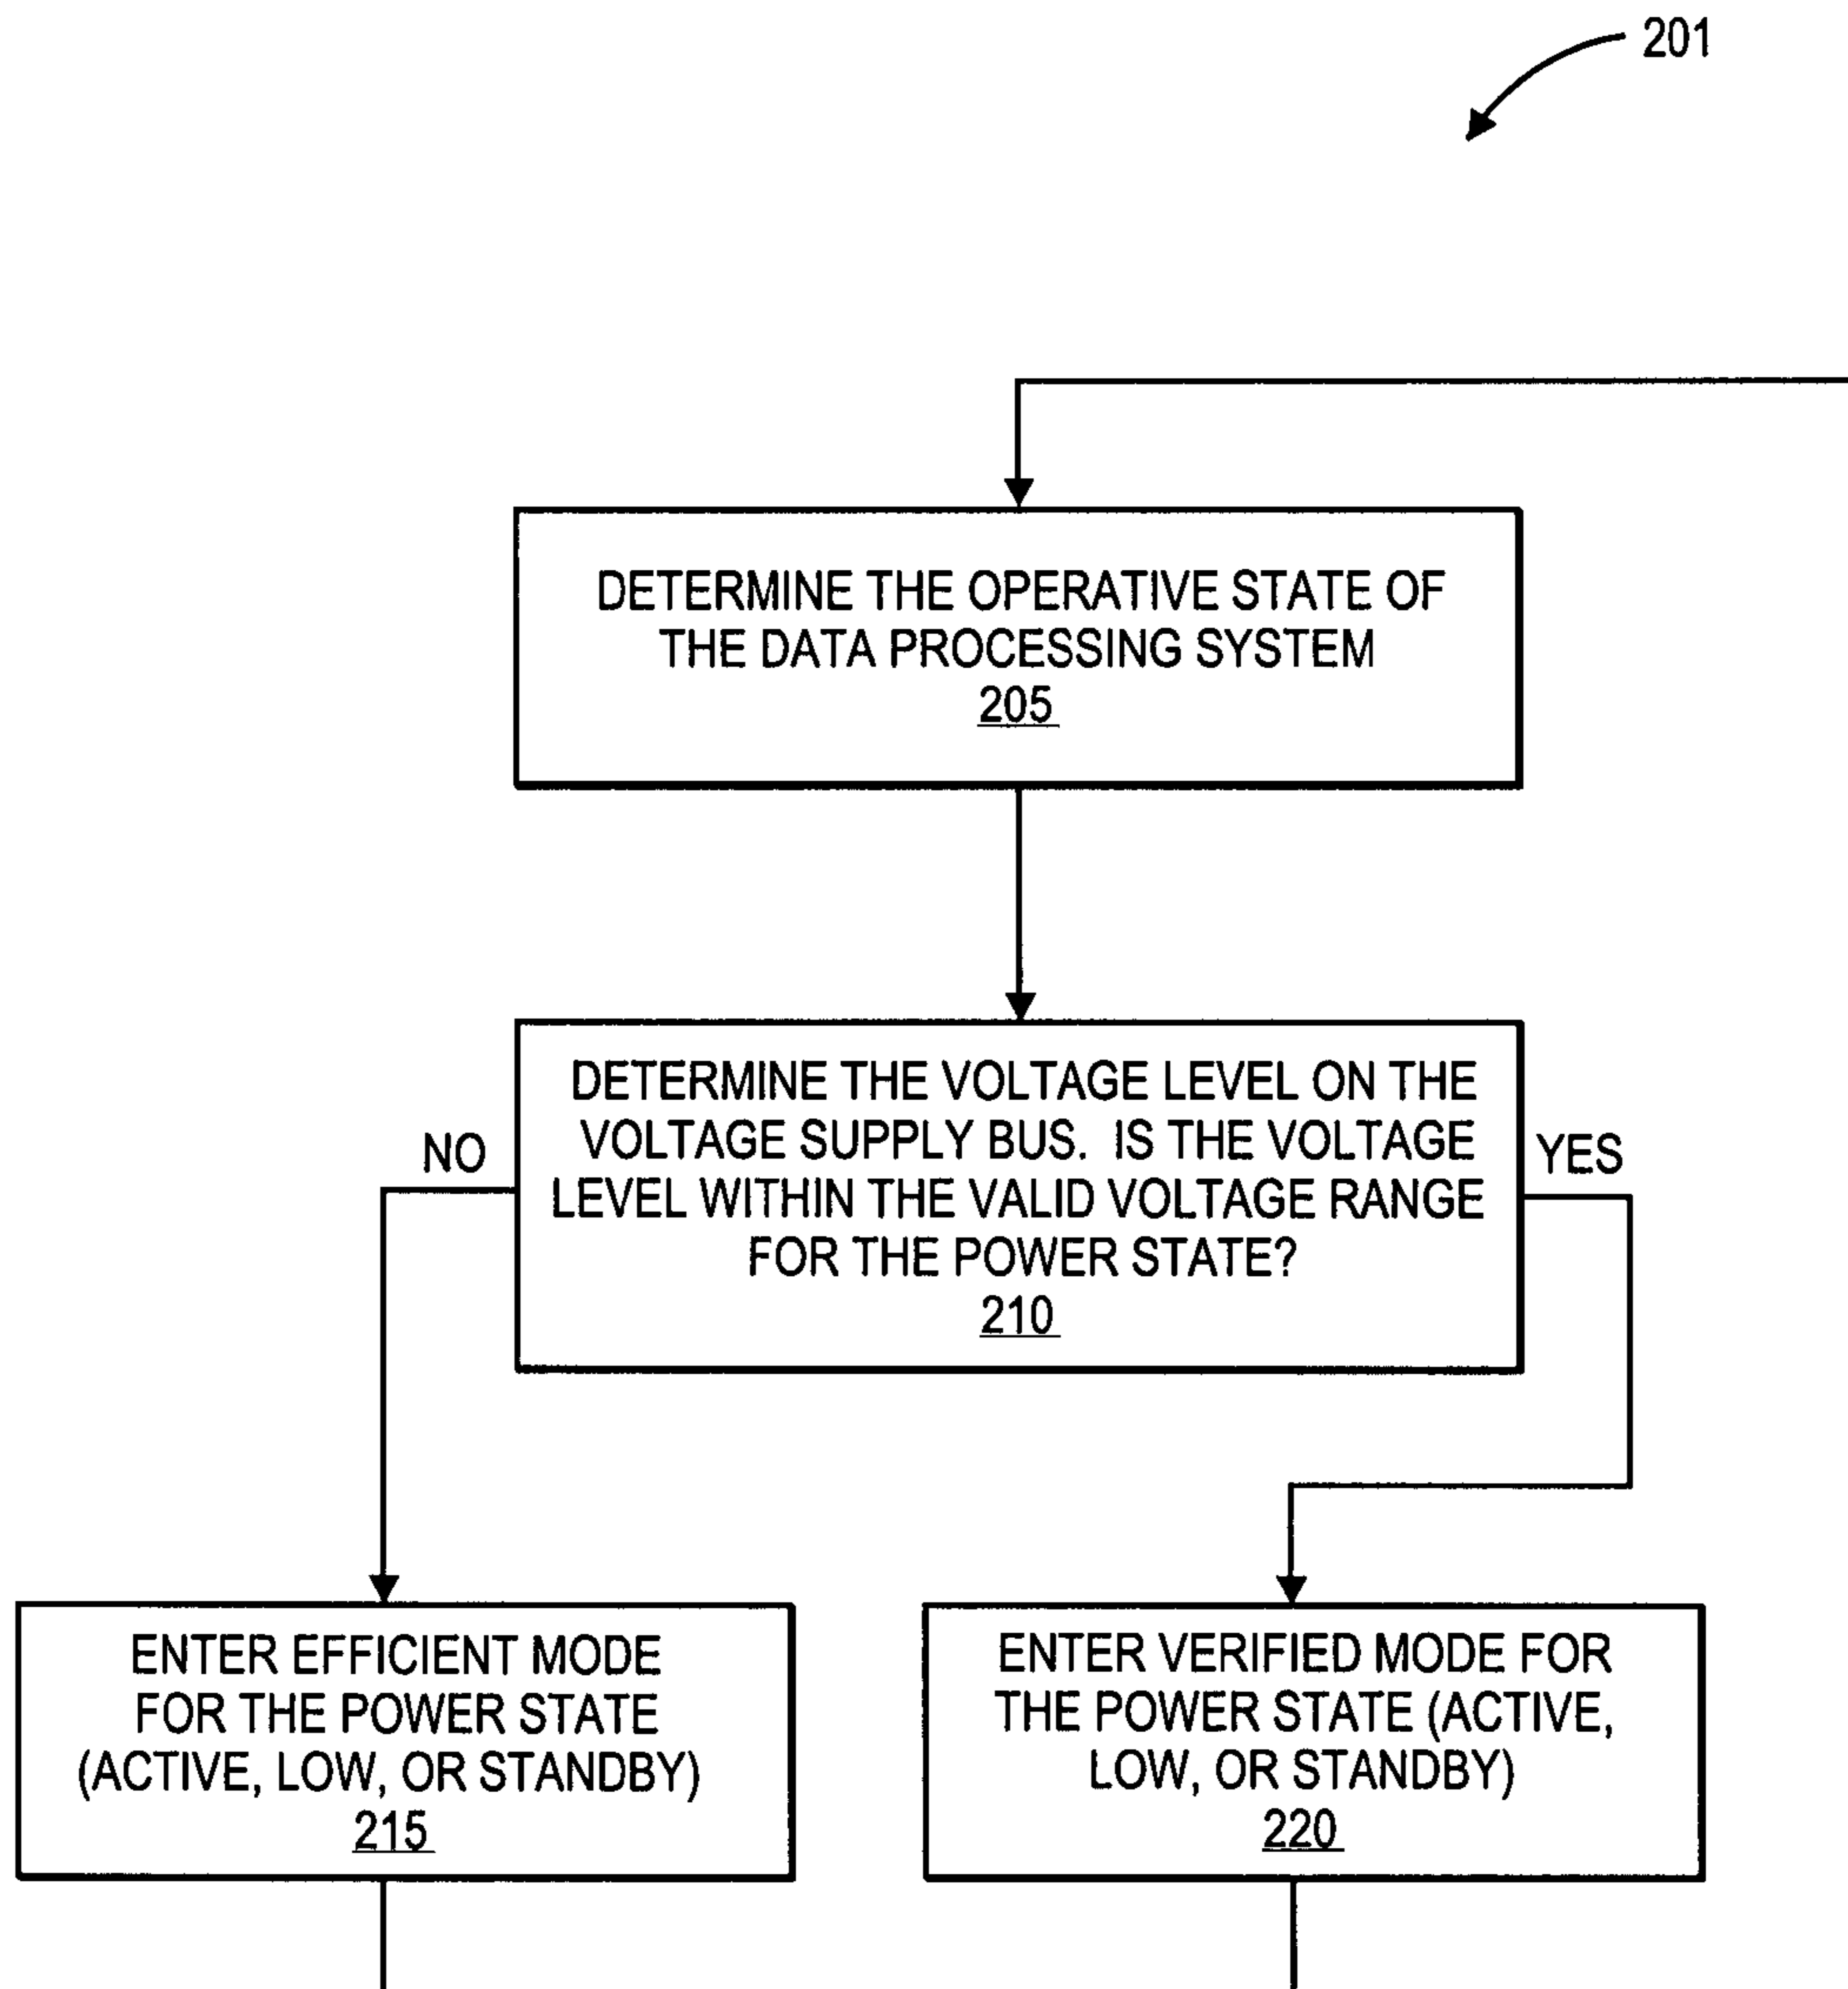 201
DETERMINE THE OPERATIVE STATE OF
THE DATA PROCESSING SYSTEM
205
DETERMINE THE VOLTAGE LEVEL ON THE
VOLTAGE SUPPLY BUS. IS THE VOLTAGE
LEVEL WITHIN THE VALID VOLTAGE RANGE
FOR THE POWER STATE?
210
NO
YES
ENTER EFFICIENT MODE
FOR THE POWER STATE
(ACTIVE, LOW, OR STANDBY)
215
ENTER VERIFIED MODE FOR
THE POWER STATE (ACTIVE,
LOW, OR STANDBY)
220